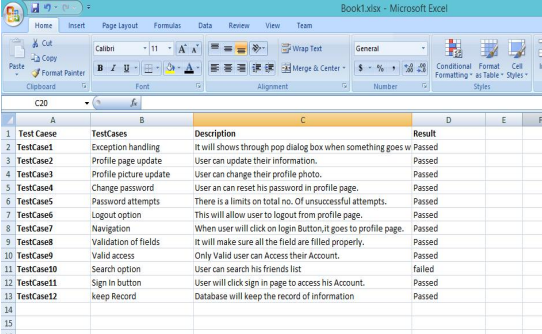 Book1.xlsx - Microsoft Excel
Home Insert Page Layout Formulas Data Review View Team
Cut
Copy
Format Painter
Paste
Clipboard
Calibri 11 A A
B I U A
Font
Wrap Text
Merge & Center
Alignment
General
$ % , .0 .00 .00 .0
Number
Conditional Formatting
Format as Table
Cell Styles
Styles
C20 fx
A B C D E
1 Test Caese TestCases Description Result
2 TestCase1 Exception handling It will shows through pop dialog box when something goes w Passed
3 TestCase2 Profile page update User can update their information. Passed
4 TestCase3 Profile picture update User can change their profile photo. Passed
5 TestCase4 Change password User an can reset his password in profile page. Passed
6 TestCase5 Password attempts There is a limits on total no. Of unsuccessful attempts. Passed
7 TestCase6 Logout option This will allow user to logout from profile page. Passed
8 TestCase7 Navigation When user will click on login Button,it goes to profile page. Passed
9 TestCase8 Validation of fields It will make sure all the field are filled properly. Passed
10 TestCase9 Valid access Only Valid user can Access their Account. Passed
11 TestCase10 Search option User can search his friends list failed
12 TestCase11 Sign In button User will click sign in page to access his Account. Passed
13 TestCase12 keep Record Database will keep the record of information Passed
14
15